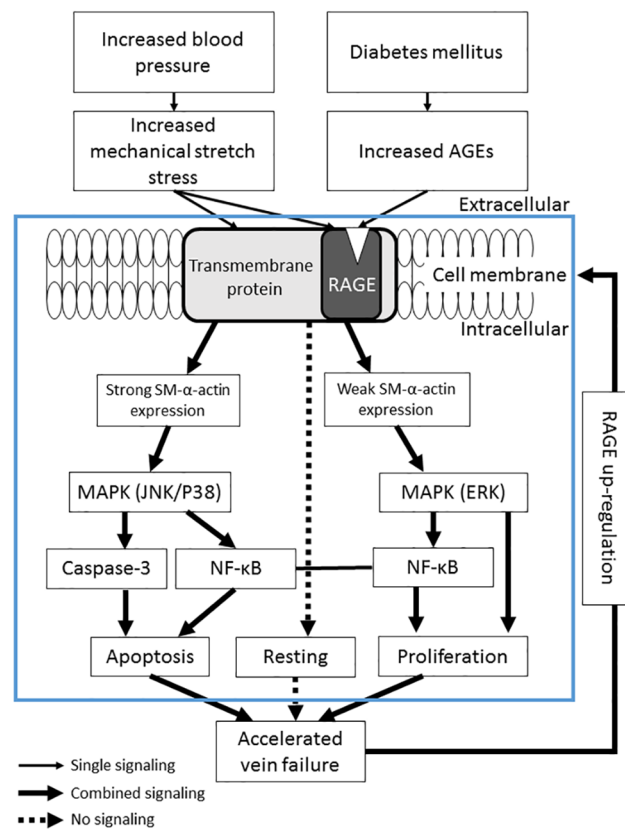 Increased blood
pressure
Diabetes mellitus
Increased
mechanical stretch
stress
Increased AGEs
Extracellular
Transmembrane
protein
RAGE
Cell membrane
Intracellular
Strong SM-α-actin
expression
Weak SM-α-actin
expression
RAGE up-regulation
MAPK (JNK/P38)
MAPK (ERK)
Caspase-3
NF-κB
NF-κB
Apoptosis
Resting
Proliferation
Accelerated
vein failure
Single signaling
Combined signaling
No signaling